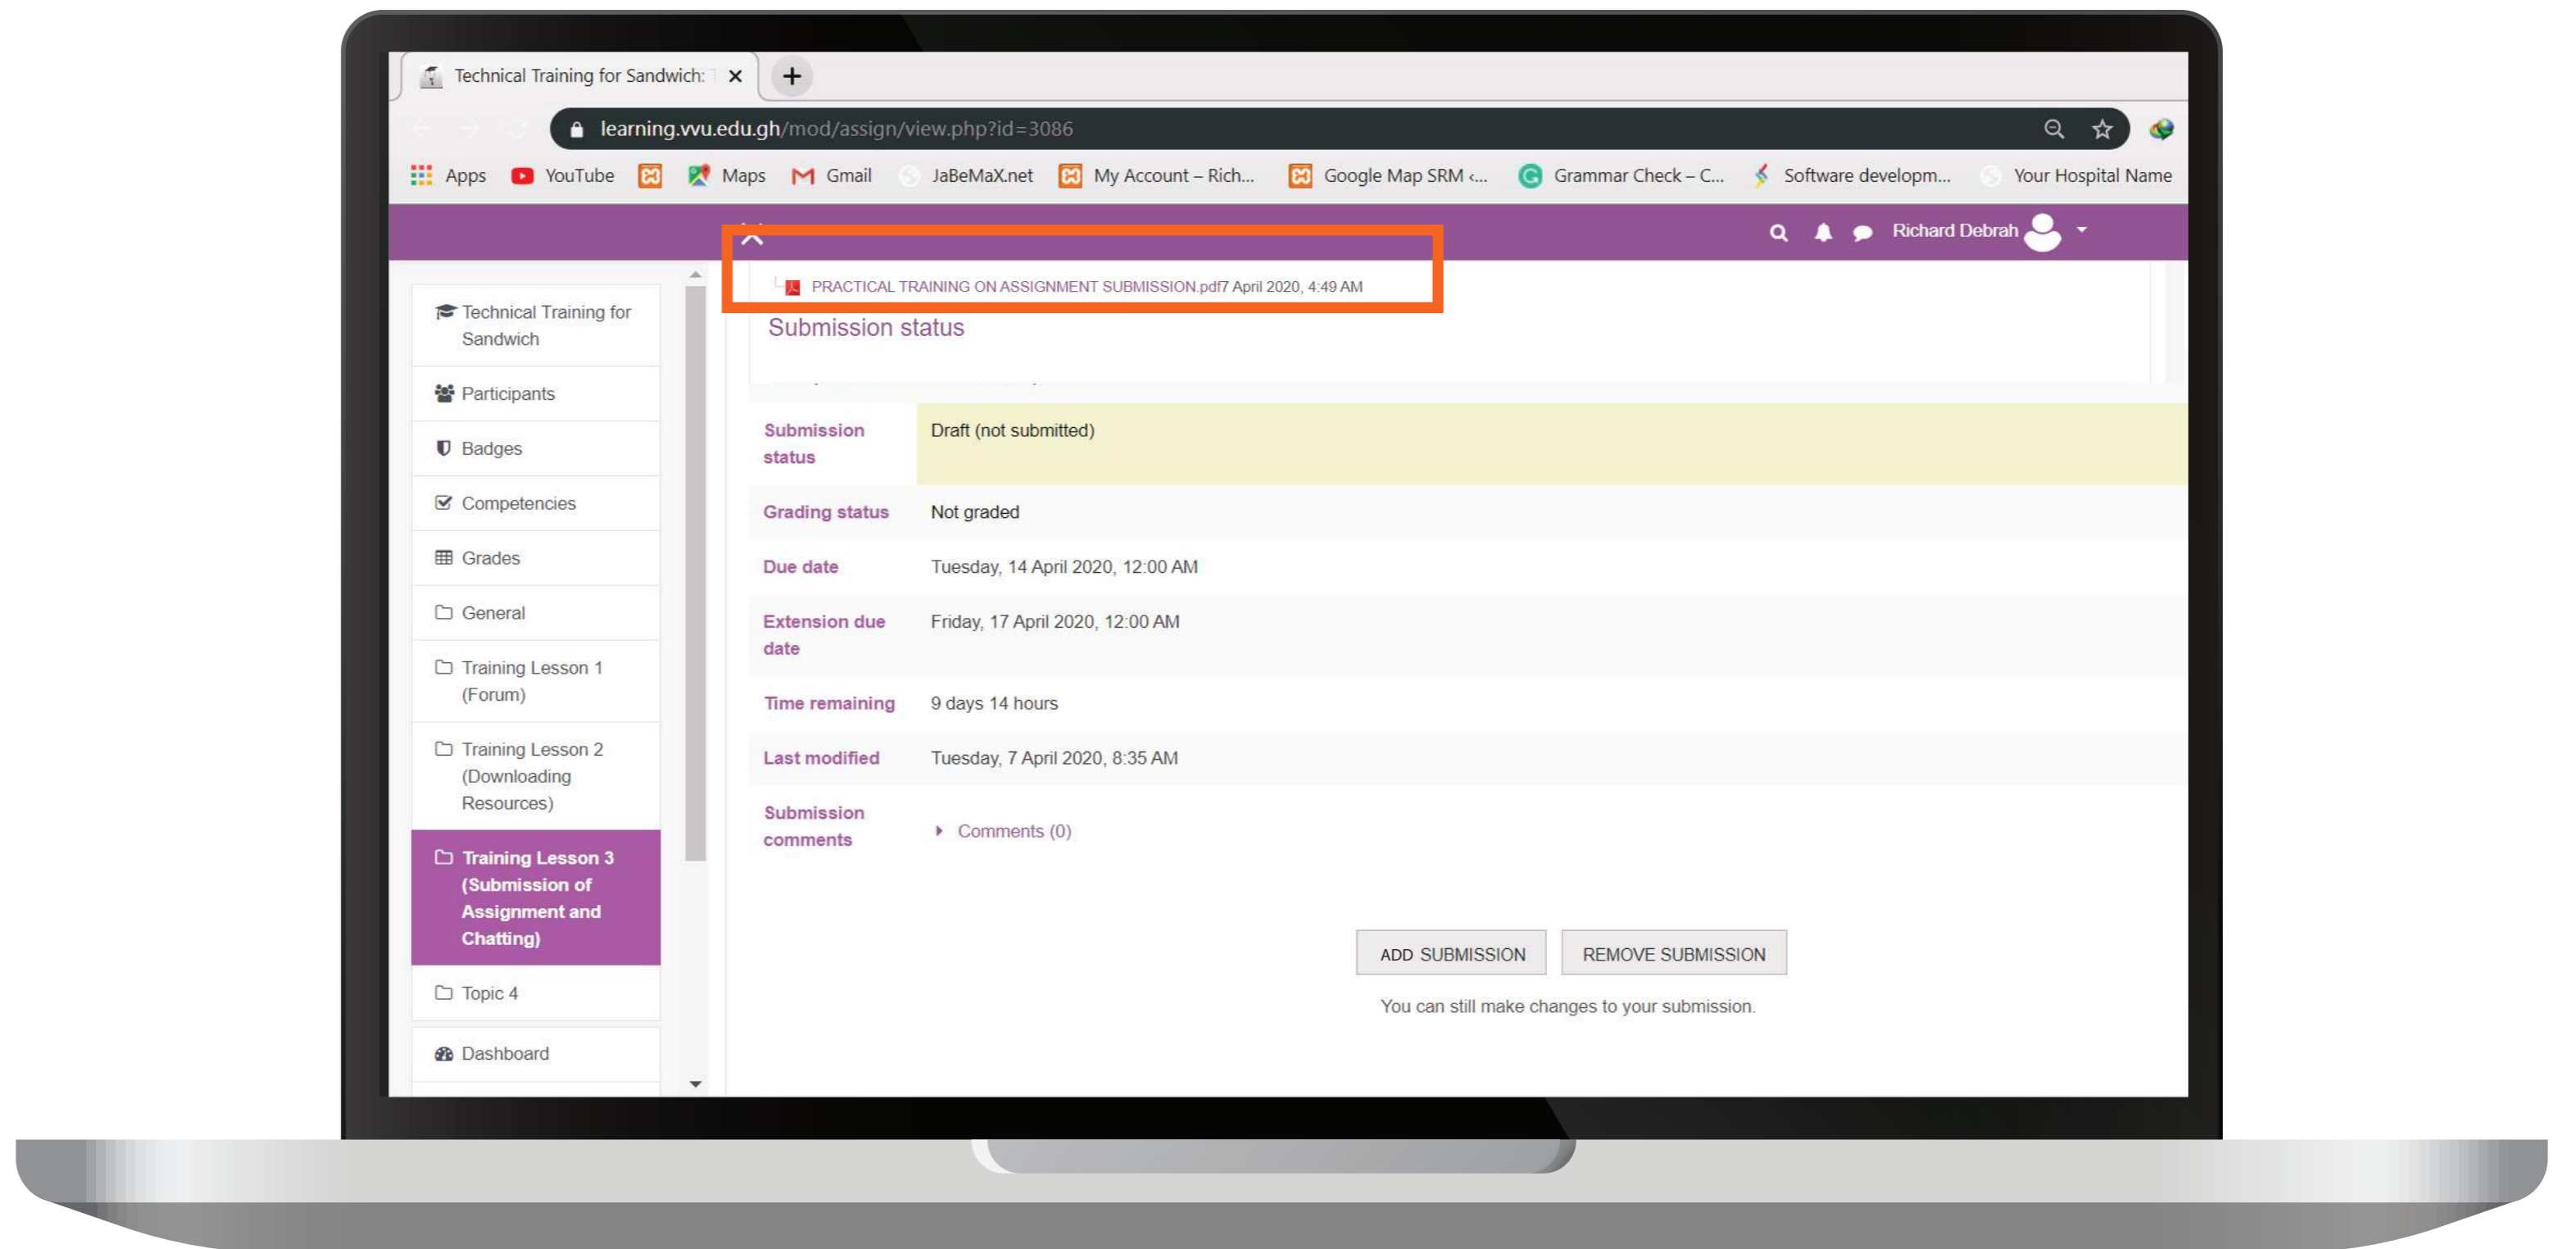 Technical Training for Sandwich:
learning.vvu.edu.gh/mod/assign/view.php?id=3086
Apps YouTube Maps Gmail JaBeMaX.net My Account – Rich... Google Map SRM ‹... Grammar Check – C... Software developm... Your Hospital Name
Richard Debrah
PRACTICAL TRAINING ON ASSIGNMENT SUBMISSION.pdf7 April 2020, 4:49 AM
Submission status
Technical Training for
Sandwich
Participants
Badges
Competencies
Grades
General
Training Lesson 1
(Forum)
Training Lesson 2
(Downloading
Resources)
Training Lesson 3
(Submission of
Assignment and
Chatting)
Topic 4
Dashboard
Submission Draft (not submitted)
status
Grading status Not graded
Due date Tuesday, 14 April 2020, 12:00 AM
Extension due Friday, 17 April 2020, 12:00 AM
date
Time remaining 9 days 14 hours
Last modified Tuesday, 7 April 2020, 8:35 AM
Submission
comments
Comments (0)
ADD SUBMISSION REMOVE SUBMISSION
You can still make changes to your submission.